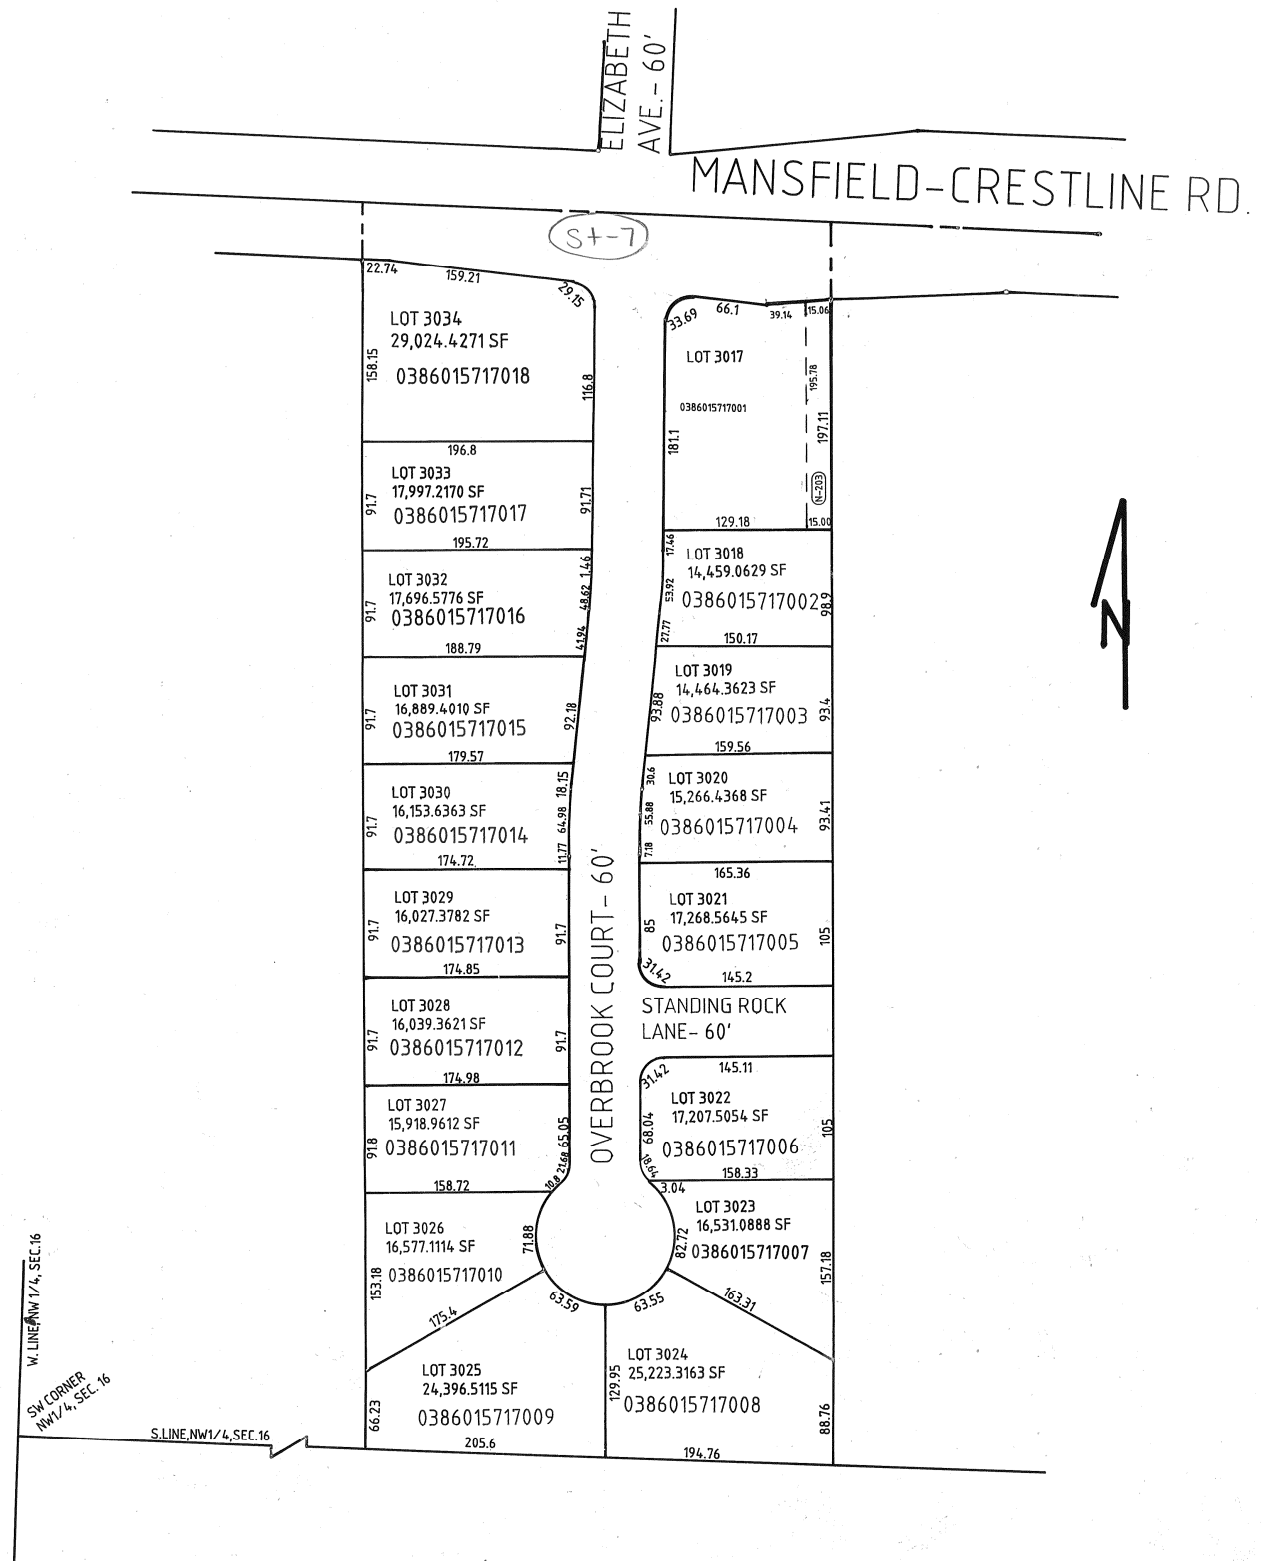 ELIZABETH
AVE.- 60'
MANSFIELD-CRESTLINE RD.
St-7
22.74
159.21
29.15
LOT 3034
29,024.4271 SF
0386015717018
158.15
116.8
33.69
66.1
39.14
15.06
LOT 3017
0386015717001
181.1
195.78
197.11
N-203
129.18
15.00
196.8
LOT 3033
17,997.2170 SF
0386015717017
91.7
91.71
195.72
LOT 3032
17,696.5776 SF
0386015717016
91.7
1.46
48.62
41.94
188.79
17.46
53.92
27.77
LOT 3018
14,459.0629 SF
0386015717002
98.9
150.17
LOT 3031
16,889.4010 SF
0386015717015
91.7
92.18
179.57
LOT 3019
14,464.3623 SF
0386015717003
93.88
93.4
159.56
LOT 3030
16,153.6363 SF
0386015717014
91.7
18.15
64.98
11.77
174.72
LOT 3020
15,266.4368 SF
0386015717004
30.6
55.88
7.18
93.41
165.36
LOT 3029
16,027.3782 SF
0386015717013
91.7
91.7
174.85
LOT 3021
17,268.5645 SF
0386015717005
85
105
31.42
145.2
OVERBROOK COURT- 60'
STANDING ROCK
LANE- 60'
LOT 3028
16,039.3621 SF
0386015717012
91.7
91.7
174.98
31.42
145.11
LOT 3022
17,207.5054 SF
0386015717006
68.04
105
18.64
158.33
LOT 3027
15,918.9612 SF
0386015717011
91.8
65.05
21.68
10.8
158.72
3.04
LOT 3023
16,531.0888 SF
0386015717007
82.72
157.18
163.31
LOT 3026
16,577.1114 SF
0386015717010
71.88
153.18
175.4
63.59
63.55
LOT 3025
24,396.5115 SF
0386015717009
66.23
205.6
129.95
LOT 3024
25,223.3163 SF
0386015717008
88.76
194.76
N
W. LINE,NW 1/4, SEC.16
SW CORNER
NW1/4, SEC. 16
S.LINE,NW1/4,SEC.16